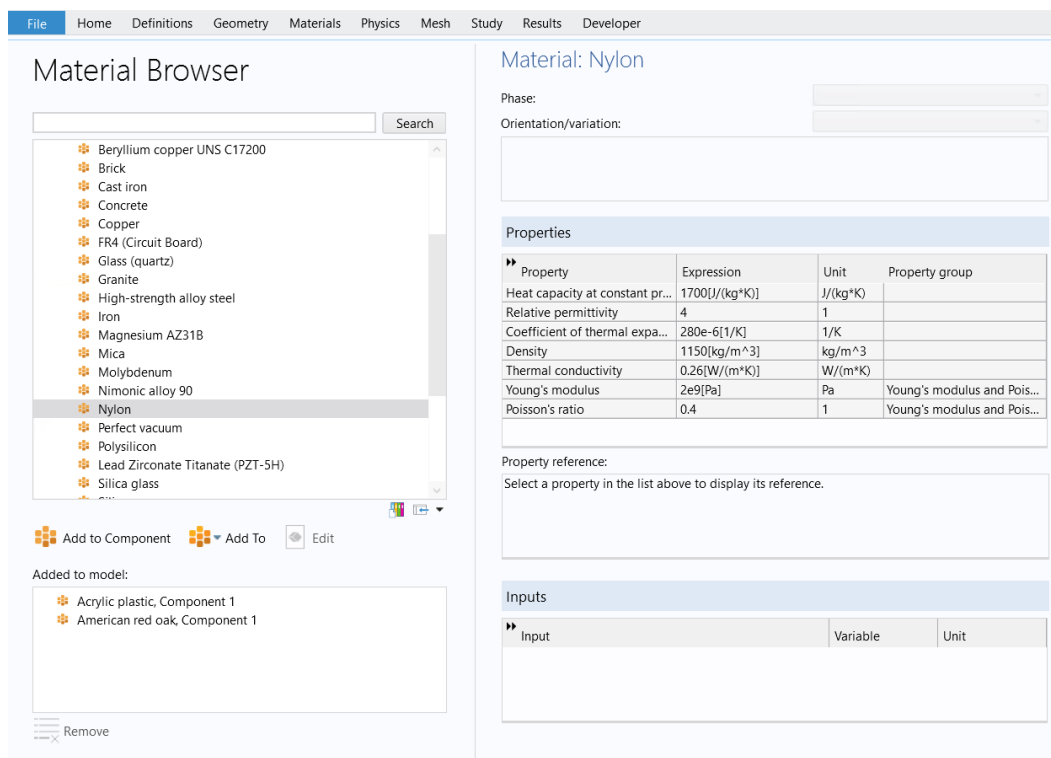 File Home Definitions Geometry Materials Physics Mesh Study Results Developer
Material Browser
Search
Beryllium copper UNS C17200
Brick
Cast iron
Concrete
Copper
FR4 (Circuit Board)
Glass (quartz)
Granite
High-strength alloy steel
Iron
Magnesium AZ31B
Mica
Molybdenum
Nimonic alloy 90
Nylon
Perfect vacuum
Polysilicon
Lead Zirconate Titanate (PZT-5H)
Silica glass
Add to Component Add To Edit
Added to model:
Acrylic plastic, Component 1
American red oak, Component 1
Remove
Material: Nylon
Phase:
Orientation/variation:
Properties
Property Expression Unit Property group
Heat capacity at constant pr... 1700[J/(kg*K)] J/(kg*K)
Relative permittivity 4 1
Coefficient of thermal expa... 280e-6[1/K] 1/K
Density 1150[kg/m^3] kg/m^3
Thermal conductivity 0.26[W/(m*K)] W/(m*K)
Young's modulus 2e9[Pa] Pa Young's modulus and Pois...
Poisson's ratio 0.4 1 Young's modulus and Pois...
Property reference:
Select a property in the list above to display its reference.
Inputs
Input Variable Unit